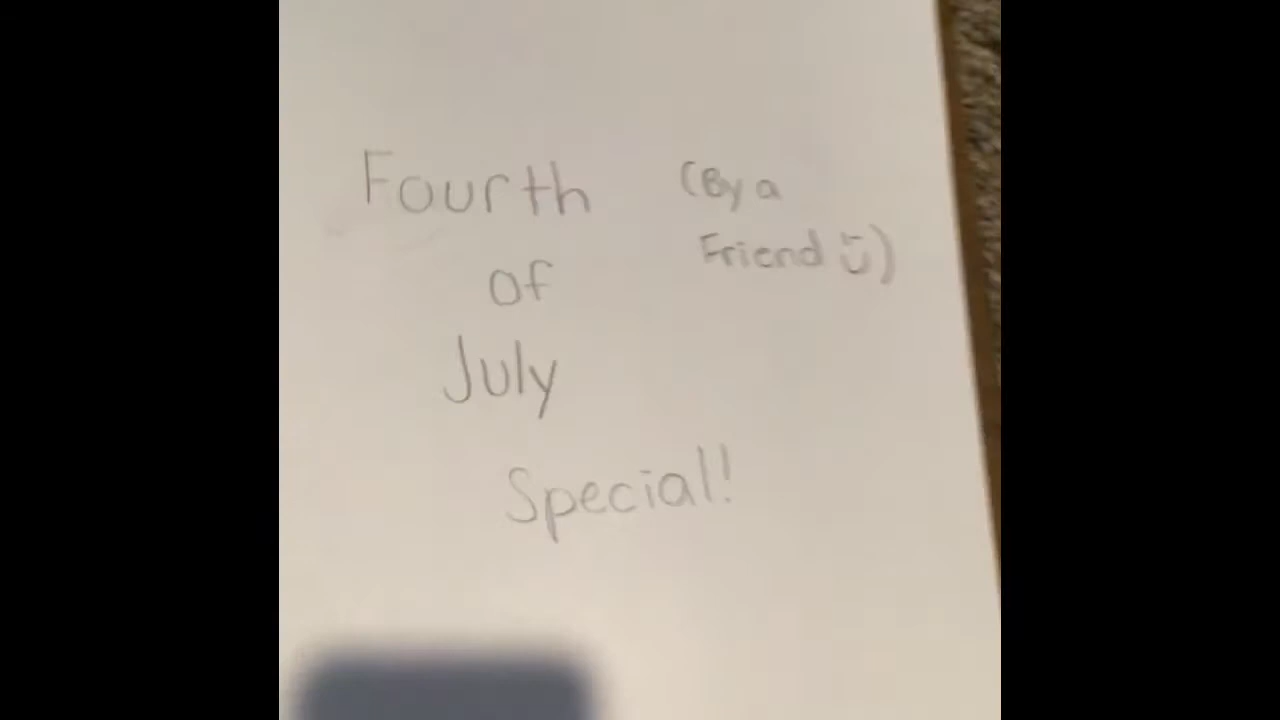 Fourth
of
July
Special!
(By a
Friend :))